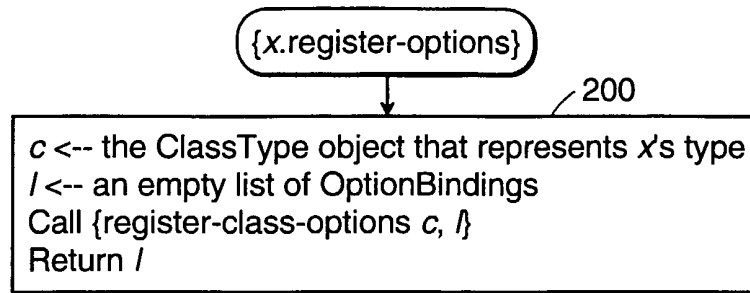 {x.register-options}
200
c <-- the ClassType object that represents x's type
l <-- an empty list of OptionBindings
Call {register-class-options c, l}
Return l